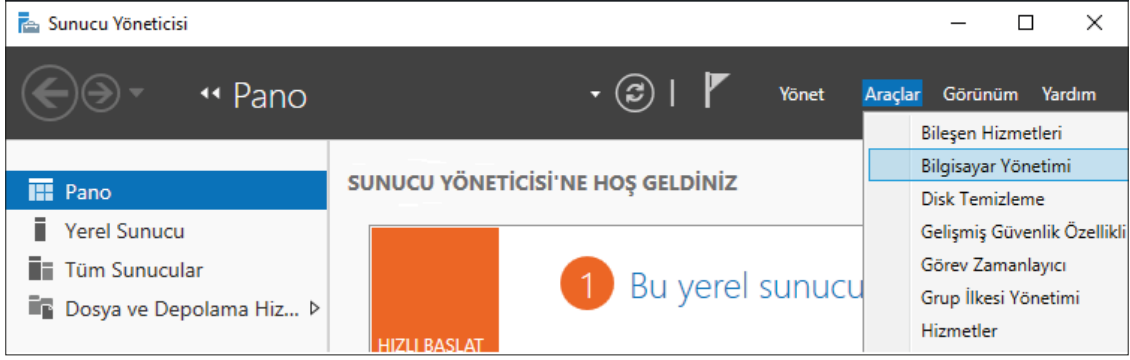 Sunucu Yöneticisi
Pano
Yönet Araçlar Görünüm Yardım
Bileşen Hizmetleri
Bilgisayar Yönetimi
Disk Temizleme
Gelişmiş Güvenlik Özellikli
Görev Zamanlayıcı
Grup İlkesi Yönetimi
Hizmetler
Pano
Yerel Sunucu
Tüm Sunucular
Dosya ve Depolama Hiz...
SUNUCU YÖNETİCİSİ'NE HOŞ GELDİNİZ
1 Bu yerel sunucu
HIZLI BAŞLAT